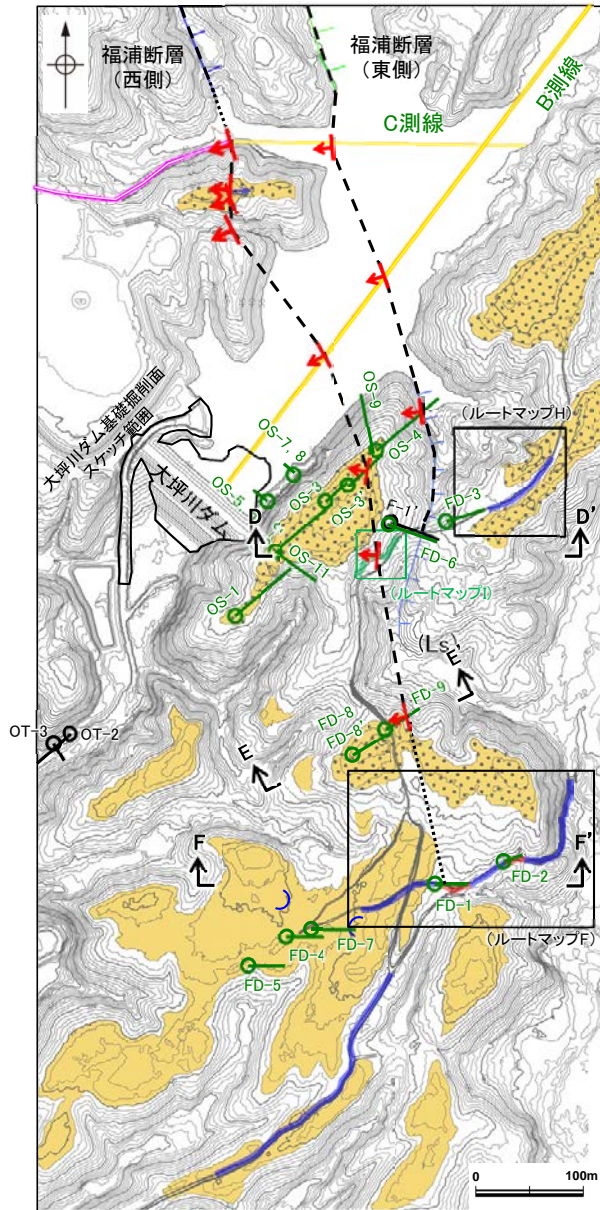 福浦断層
(西側)
福浦断層
(東側)
B測線
C測線
大坪川ダム基礎掘削面
スケッチ範囲
大坪川ダム
OS-9
OS-4
OS-7, 8
OS-5
OS-3
OS-3'
(ルートマップH)
F-1'
FD-3
D
D'
FD-6
OS-11
(ルートマップI)
OS-1
(Ls)
E'
FD-9
FD-8
FD-8'
OT-3
OT-2
E
F
F'
FD-2
FD-1
(ルートマップF)
FD-7
FD-4
FD-5
0
100m